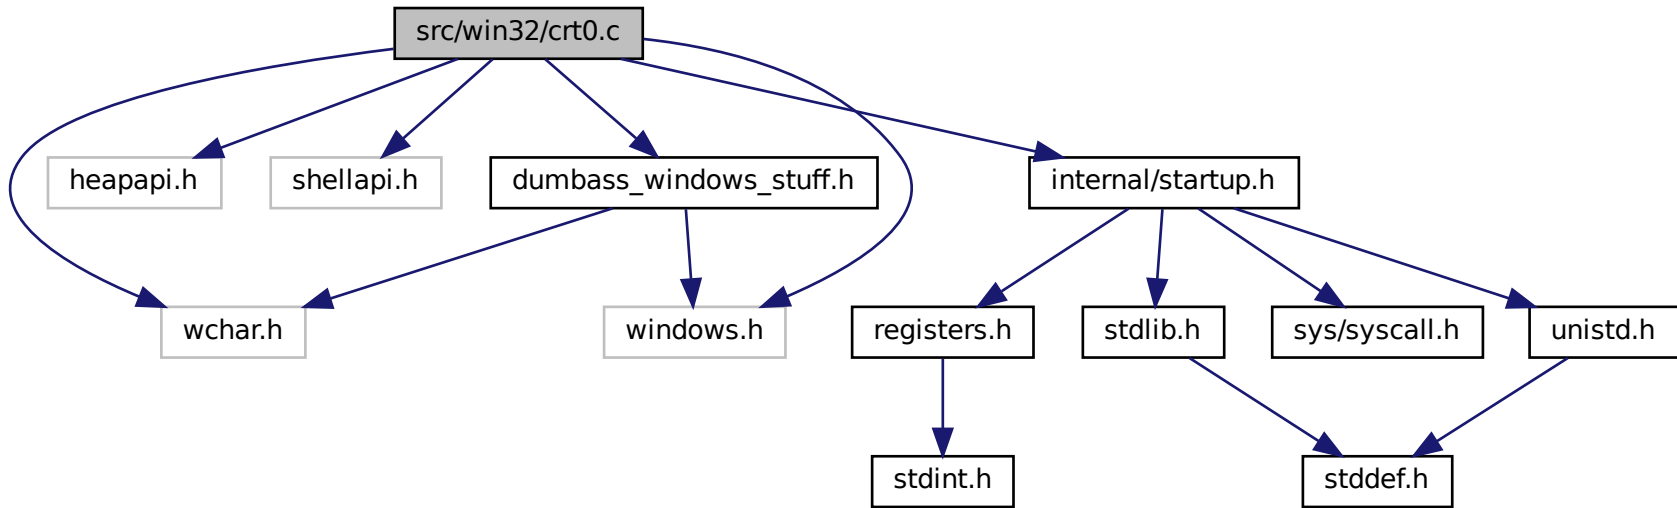 src/win32/crt0.c
heapapi.h
shellapi.h
dumbass_windows_stuff.h
internal/startup.h
wchar.h
windows.h
registers.h
stdlib.h
sys/syscall.h
unistd.h
stdint.h
stddef.h